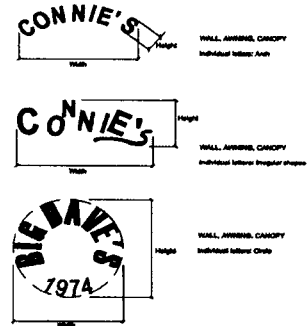 CONNIE'S
Height
WALL, AWNING, CANOPY
Individual letters: Arch
Width
CONNIE'S
Height
WALL, AWNING, CANOPY
Individual letters: Irregular shapes
Width
BIG DAVE'S
1974
Height
WALL, AWNING, CANOPY
Individual letters: Circle
Width